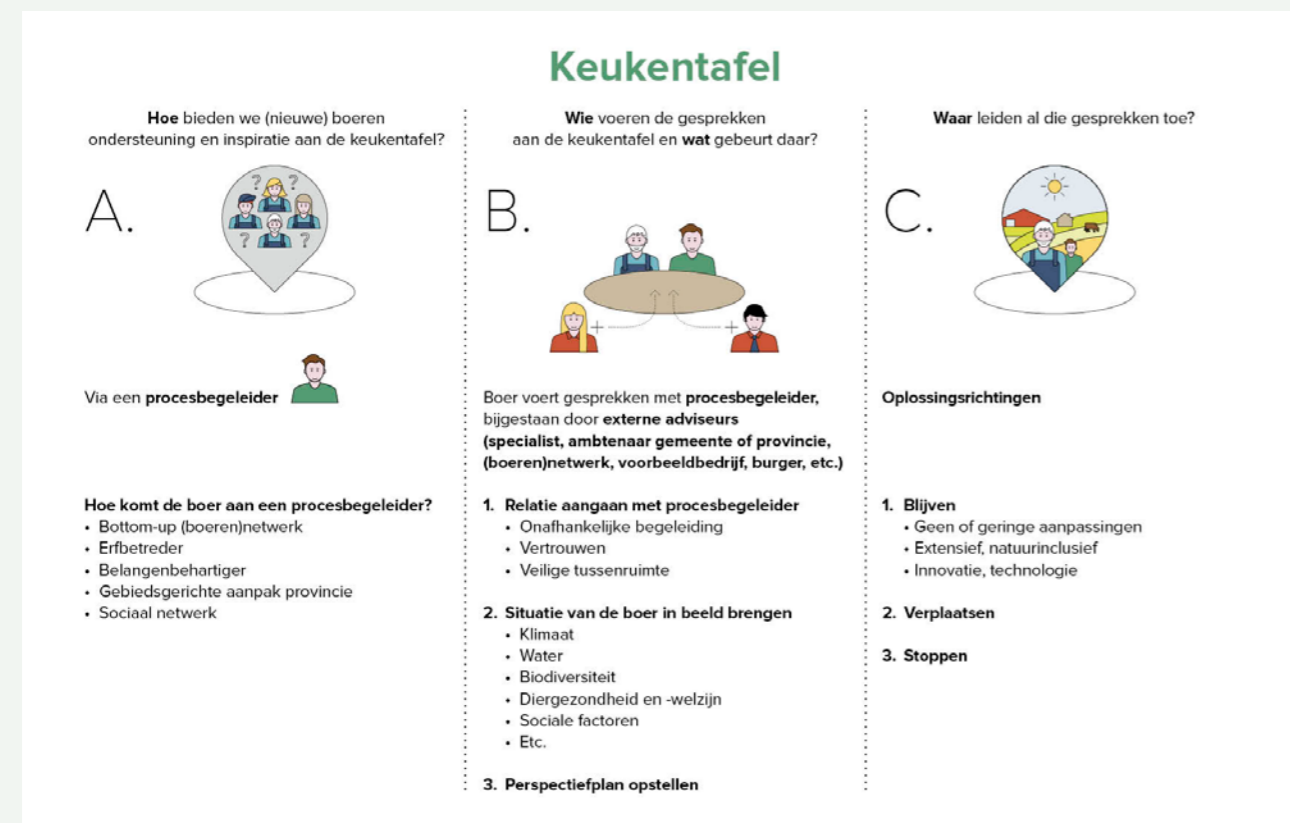 Keukentafel
Hoe bieden we (nieuwe) boeren
ondersteuning en inspiratie aan de keukentafel?
A.
? ?
? ?
Via een procesbegeleider
Hoe komt de boer aan een procesbegeleider?
• Bottom-up (boeren)netwerk
• Erfbetreder
• Belangenbehartiger
• Gebiedsgerichte aanpak provincie
• Sociaal netwerk
Wie voeren de gesprekken
aan de keukentafel en wat gebeurt daar?
B.
+ +
Boer voert gesprekken met procesbegeleider,
bijgestaan door externe adviseurs
(specialist, ambtenaar gemeente of provincie,
(boeren)netwerk, voorbeeldbedrijf, burger, etc.)
1. Relatie aangaan met procesbegeleider
• Onafhankelijke begeleiding
• Vertrouwen
• Veilige tussenruimte
2. Situatie van de boer in beeld brengen
• Klimaat
• Water
• Biodiversiteit
• Diergezondheid en -welzijn
• Sociale factoren
• Etc.
3. Perspectiefplan opstellen
Waar leiden al die gesprekken toe?
C.
Oplossingsrichtingen
1. Blijven
• Geen of geringe aanpassingen
• Extensief, natuurinclusief
• Innovatie, technologie
2. Verplaatsen
3. Stoppen